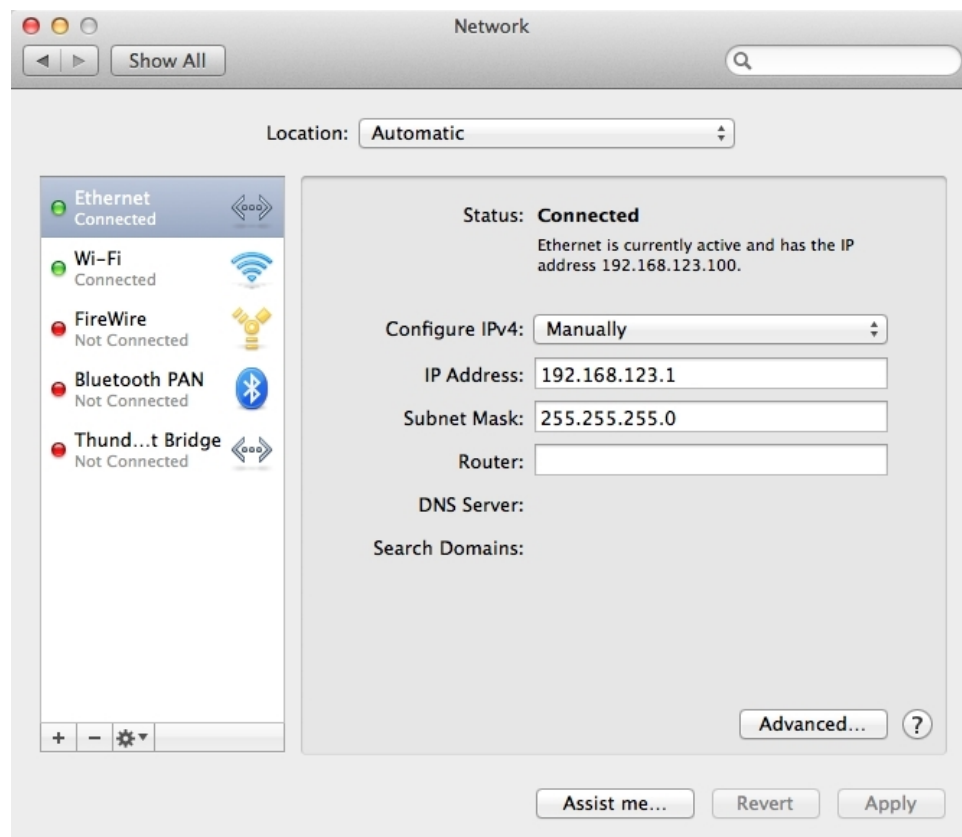 Network
Show All
Location: Automatic
Ethernet
Connected
Wi-Fi
Connected
FireWire
Not Connected
Bluetooth PAN
Not Connected
Thund...t Bridge
Not Connected
Status: Connected
Ethernet is currently active and has the IP
address 192.168.123.100.
Configure IPv4: Manually
IP Address: 192.168.123.1
Subnet Mask: 255.255.255.0
Router:
DNS Server:
Search Domains:
+ −
Advanced... ?
Assist me... Revert Apply